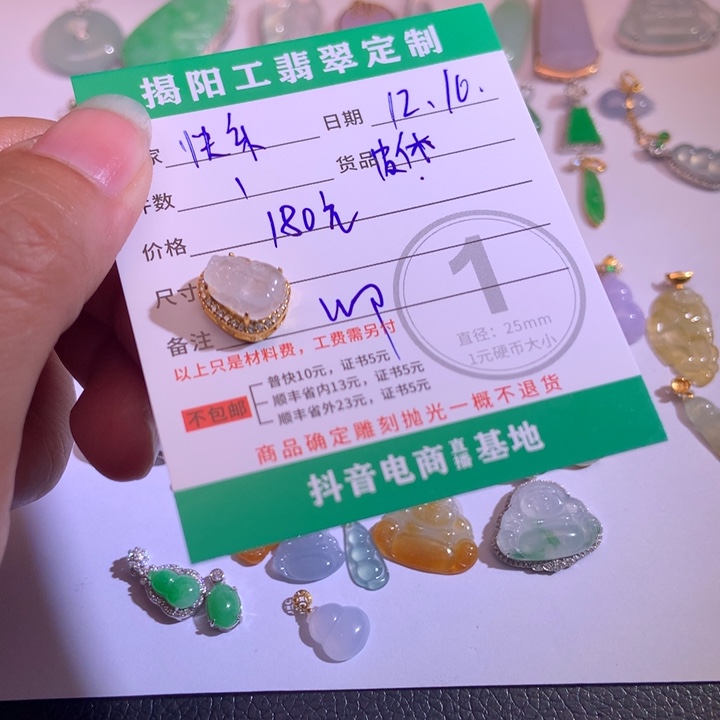 揭阳工翡翠定制
家 快乐 日期 12.16.
件数 1 货品
价格 180元
尺寸
备注
1
直径：25mm
1元硬币大小
以上只是材料费，工费需另付
不包邮
普快10元，证书5元
顺丰省内13元，证书5元
顺丰省外23元，证书5元
商品确定雕刻抛光一概不退货
抖音电商直播基地